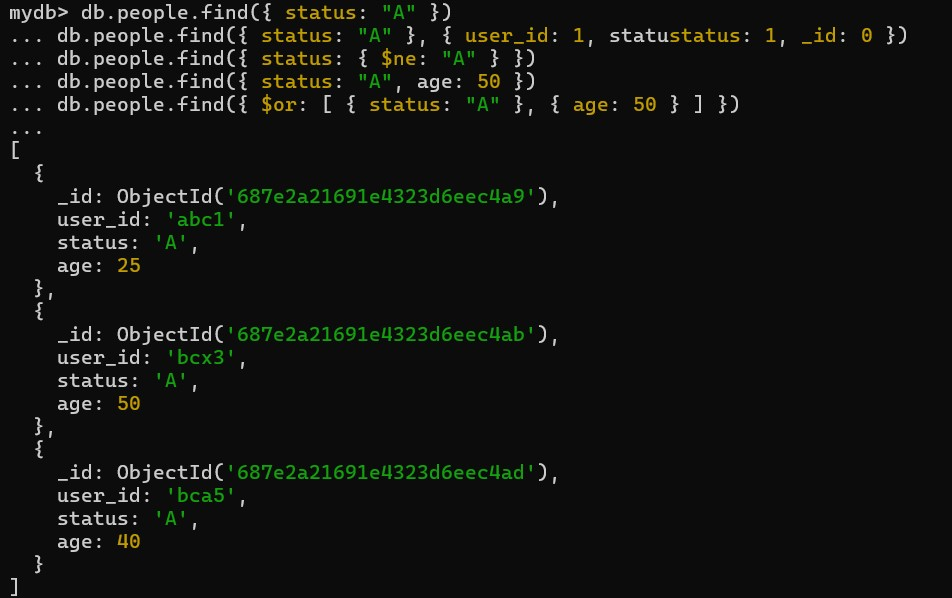 mydb> db.people.find({ status: "A" })
... db.people.find({ status: "A" }, { user_id: 1, statustatus: 1, _id: 0 })
... db.people.find({ status: { $ne: "A" } })
... db.people.find({ status: "A", age: 50 })
... db.people.find({ $or: [ { status: "A" }, { age: 50 } ] })
...
[
  {
    _id: ObjectId('687e2a21691e4323d6eec4a9'),
    user_id: 'abc1',
    status: 'A',
    age: 25
  },
  {
    _id: ObjectId('687e2a21691e4323d6eec4ab'),
    user_id: 'bcx3',
    status: 'A',
    age: 50
  },
  {
    _id: ObjectId('687e2a21691e4323d6eec4ad'),
    user_id: 'bca5',
    status: 'A',
    age: 40
  }
]